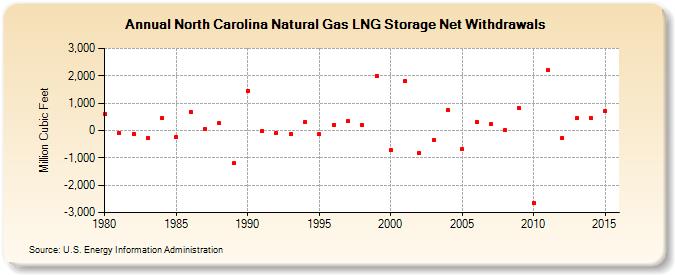 Annual North Carolina Natural Gas LNG Storage Net Withdrawals
Million Cubic Feet
3,000
2,000
1,000
0
-1,000
-2,000
-3,000
1980 1985 1990 1995 2000 2005 2010 2015
Source: U.S. Energy Information Administration